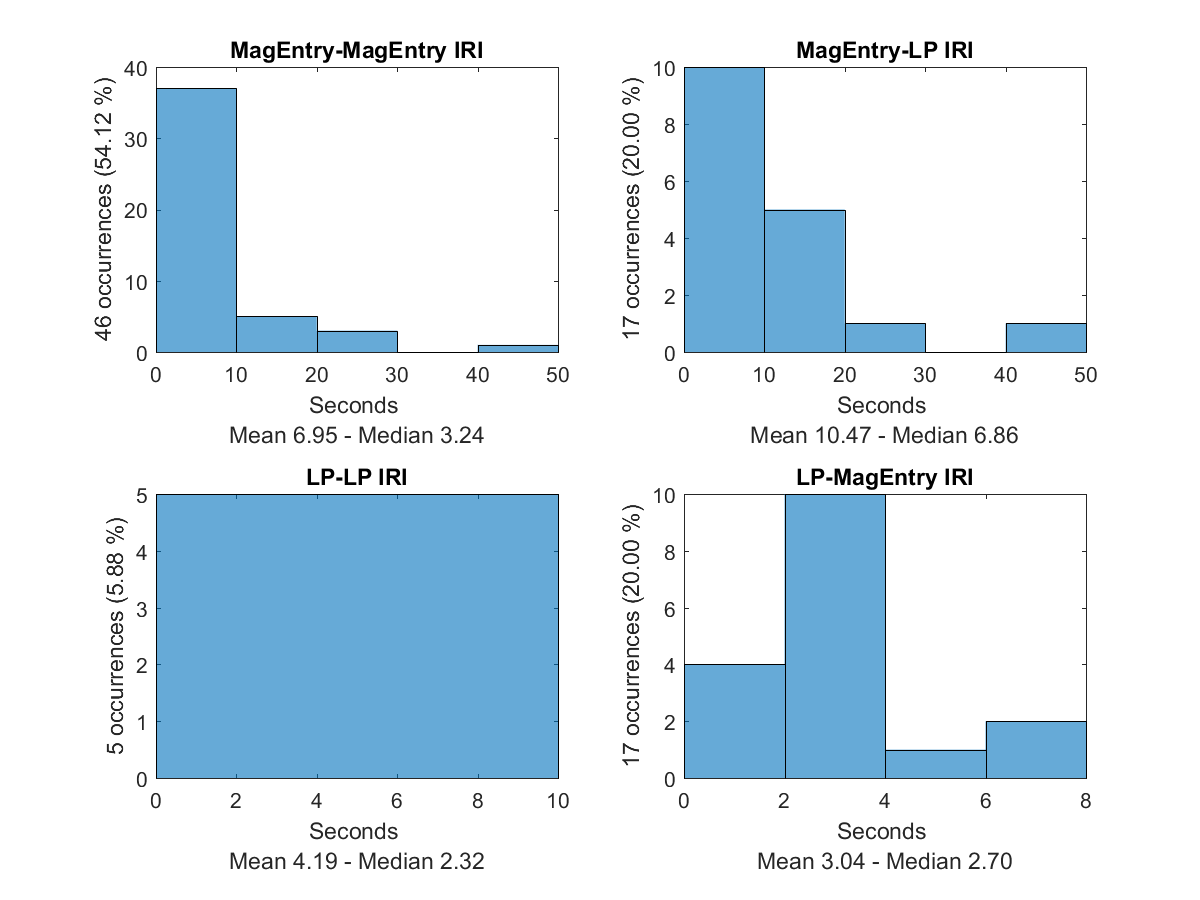 MagEntry-MagEntry IRI
46 occurrences (54.12 %)
40
30
20
10
0
0 10 20 30 40 50
Seconds
Mean 6.95 - Median 3.24
MagEntry-LP IRI
17 occurrences (20.00 %)
10
8
6
4
2
0
0 10 20 30 40 50
Seconds
Mean 10.47 - Median 6.86
LP-LP IRI
5 occurrences (5.88 %)
5
4
3
2
1
0
0 2 4 6 8 10
Seconds
Mean 4.19 - Median 2.32
LP-MagEntry IRI
17 occurrences (20.00 %)
10
8
6
4
2
0
0 2 4 6 8
Seconds
Mean 3.04 - Median 2.70